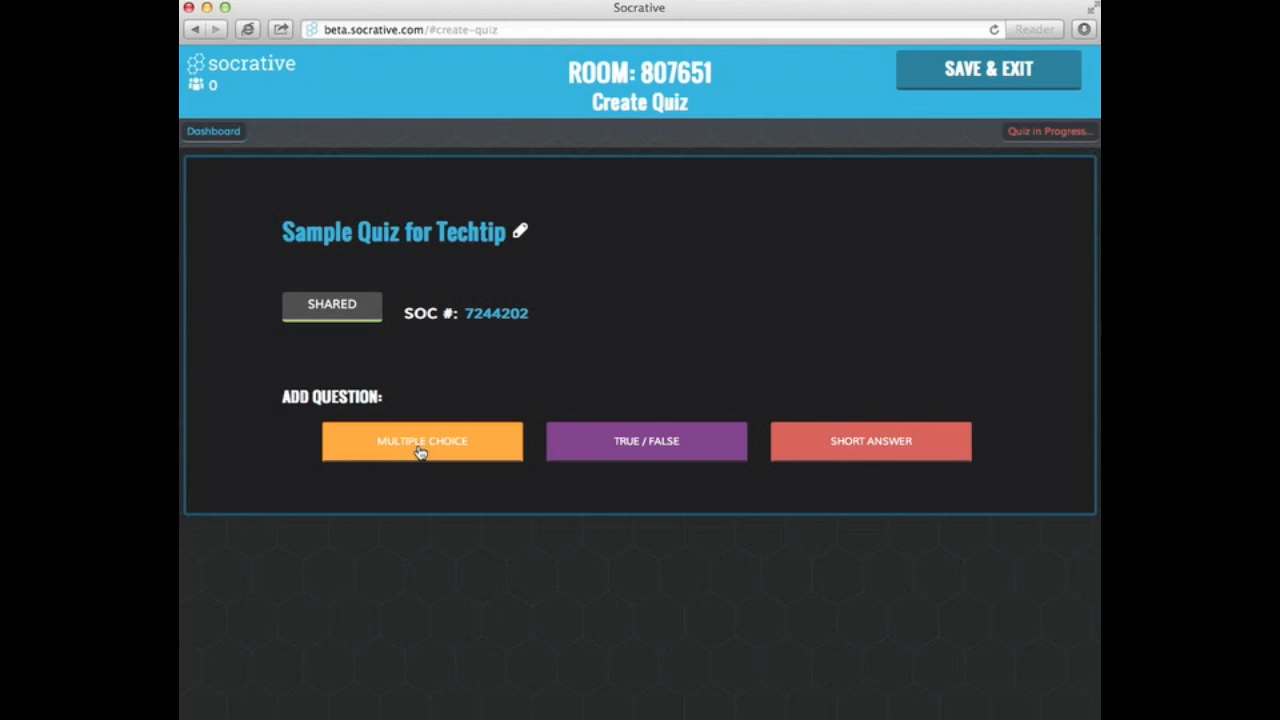 Socrative
beta.socrative.com/#create-quiz
Reader
socrative
0
ROOM: 807651
Create Quiz
SAVE & EXIT
Dashboard
Quiz in Progress...
Sample Quiz for Techtip
SHARED
SOC #: 7244202
ADD QUESTION:
MULTIPLE CHOICE
TRUE / FALSE
SHORT ANSWER